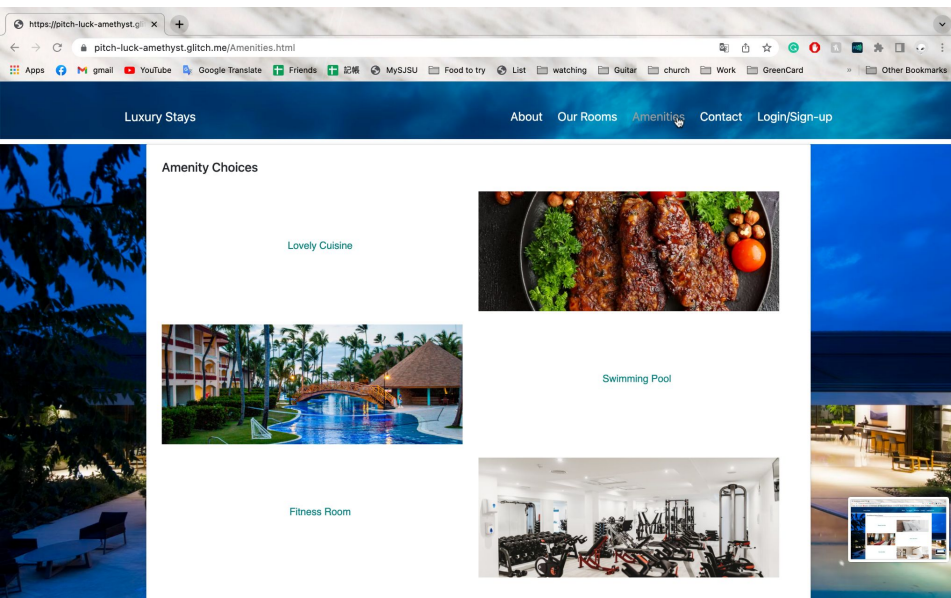 https://pitch-luck-amethyst.gli
pitch-luck-amethyst.glitch.me/Amenities.html
Apps M gmail YouTube Google Translate Friends 記帳 MySJSU Food to try List watching Guitar church Work GreenCard » Other Bookmarks
Luxury Stays About Our Rooms Amenities Contact Login/Sign-up
Amenity Choices
Lovely Cuisine
Swimming Pool
Fitness Room